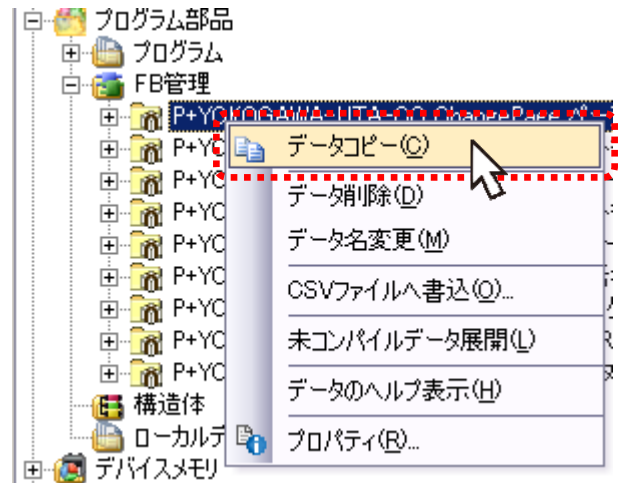 プログラム部品
プログラム
FB管理
P+YOKOGAWA-UTA-CC
P+YC
データコピー(C)
P+YC
データ削除(D)
P+YC
P+YC
データ名変更(M)
P+YC
CSVファイルへ書込(O)...
P+YC
P+YC
未コンパイルデータ展開(L)
P+YC
データのヘルプ表示(H)
構造体
ローカルデ
プロパティ(R)...
デバイスメモリ